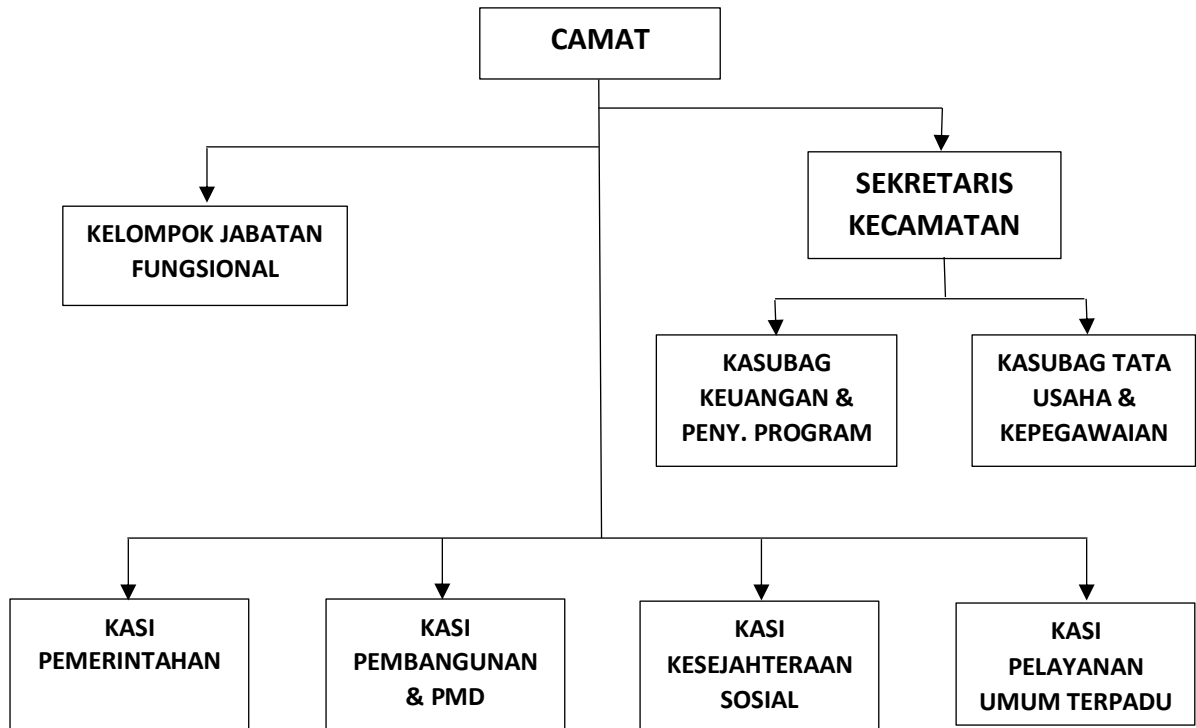 CAMAT
SEKRETARIS
KECAMATAN
KELOMPOK JABATAN
FUNGSIONAL
KASUBAG
KEUANGAN &
PENY. PROGRAM
KASUBAG TATA
USAHA &
KEPEGAWAIAN
KASI
PEMERINTAHAN
KASI
PEMBANGUNAN
& PMD
KASI
KESEJAHTERAAN
SOSIAL
KASI
PELAYANAN
UMUM TERPADU